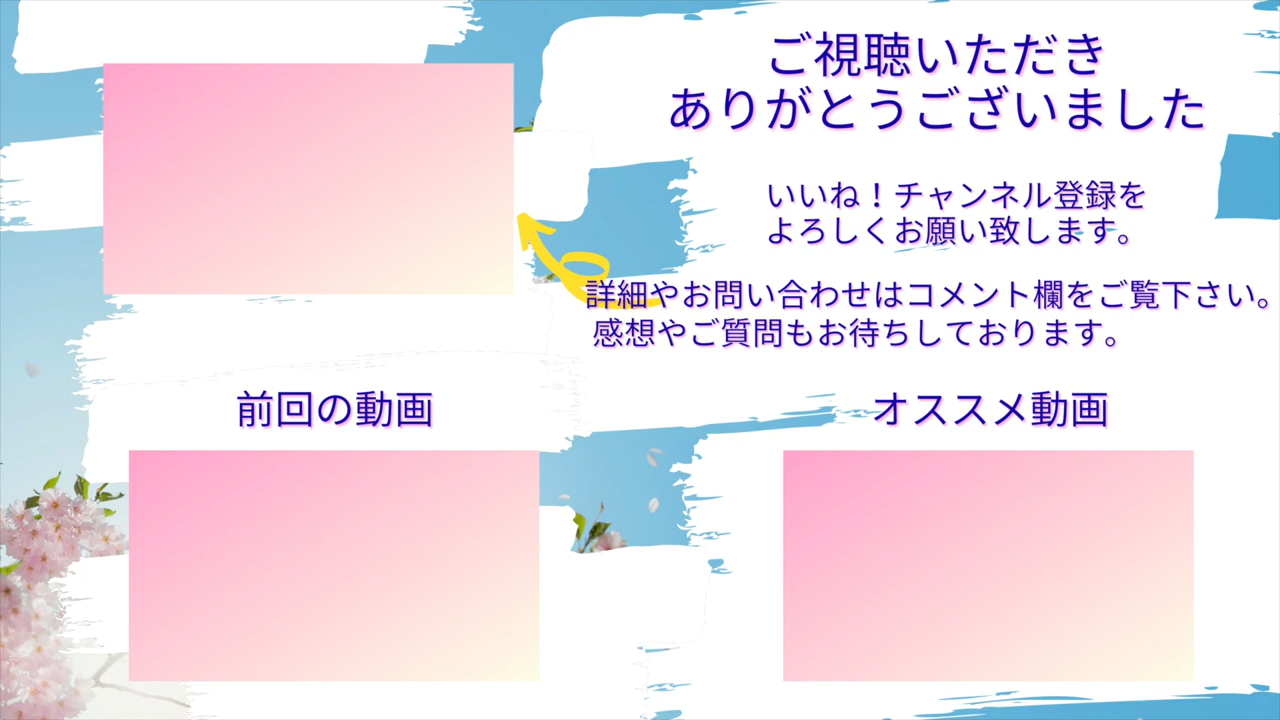 ご視聴いただき
ありがとうございました
いいね！チャンネル登録を
よろしくお願い致します。
詳細やお問い合わせはコメント欄をご覧下さい。
感想やご質問もお待ちしております。
前回の動画
オススメ動画